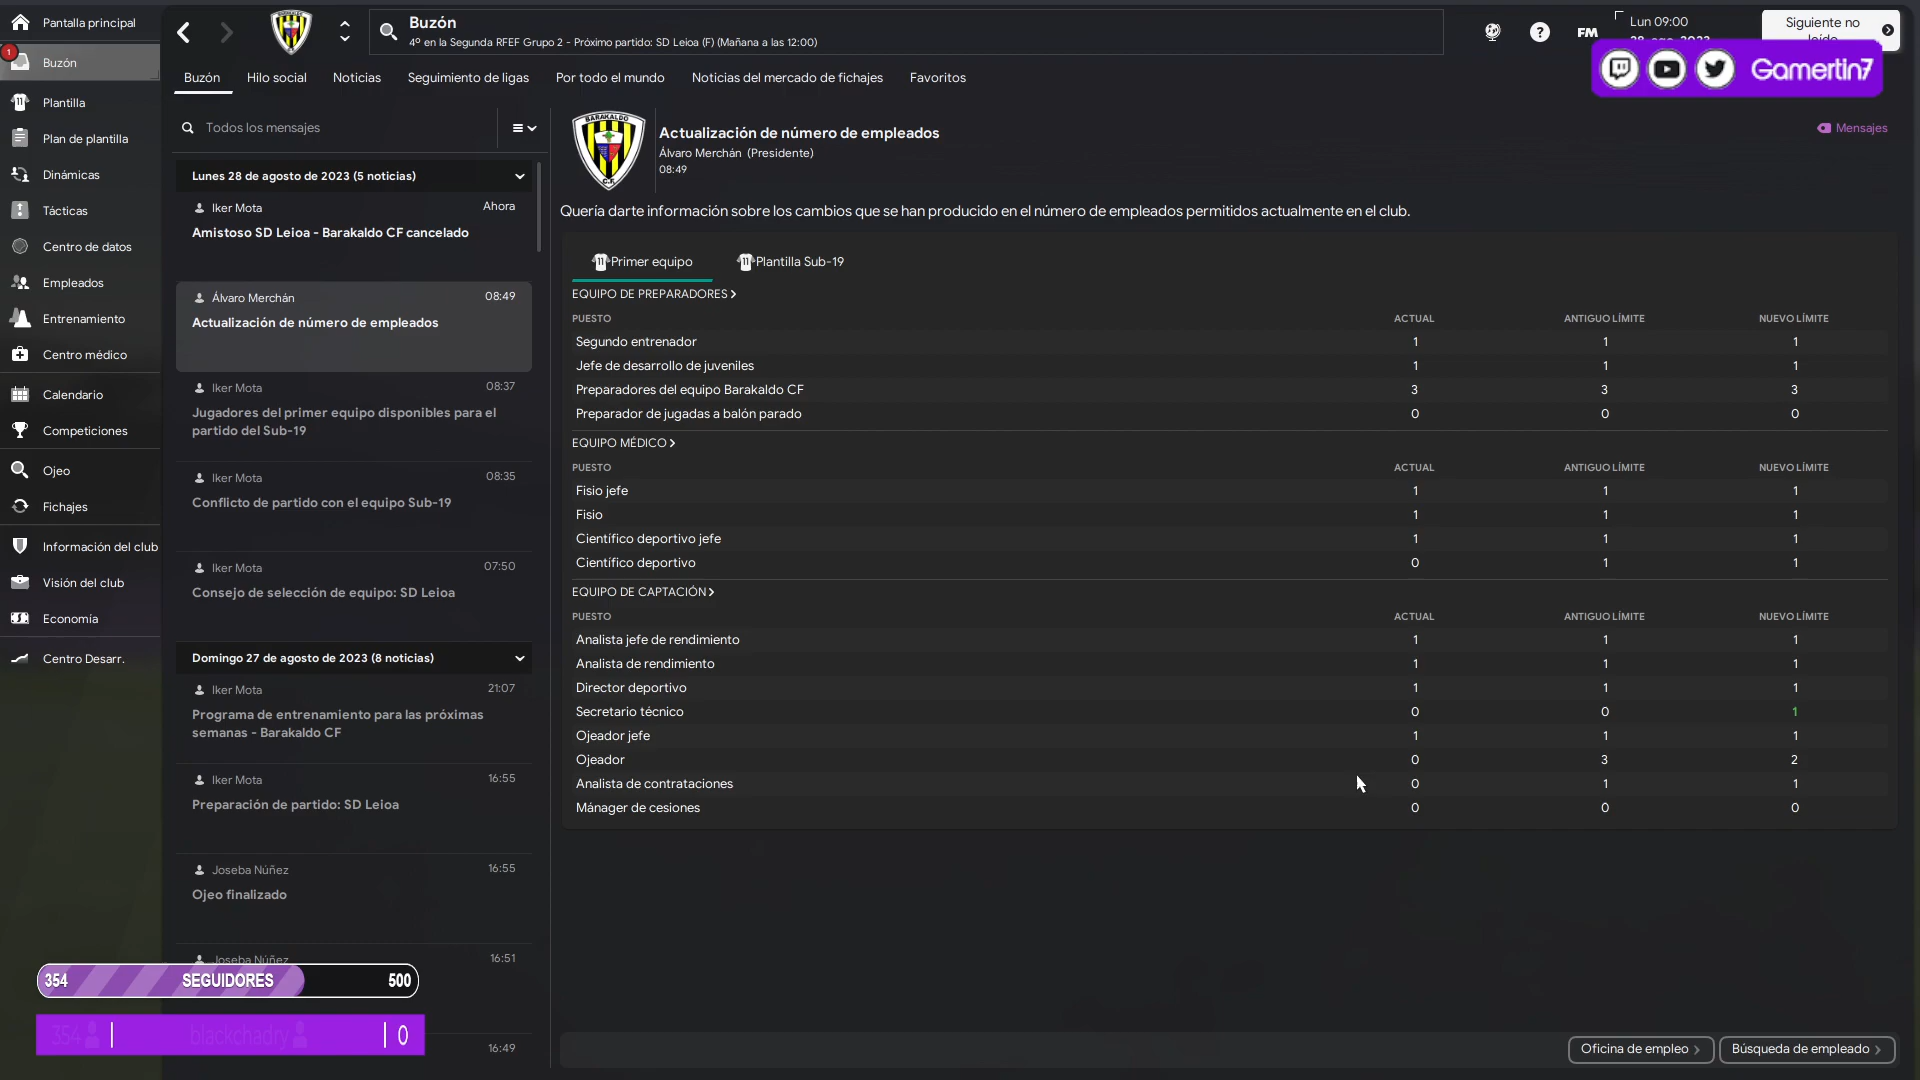 Pantalla principal
1
Buzón
Plantilla
Plan de plantilla
Dinámicas
Tácticas
Centro de datos
Empleados
Entrenamiento
Centro médico
Calendario
Competiciones
Ojeo
Fichajes
Información del club
Visión del club
Economía
Centro Desarr.
Buzón
4º en la Segunda RFEF Grupo 2 - Próximo partido: SD Leioa (F) (Mañana a las 12:00)
FM
Lun 09:00
28 ago. 2023
Siguiente no
leído
Gamertin7
Buzón
Hilo social
Noticias
Seguimiento de ligas
Por todo el mundo
Noticias del mercado de fichajes
Favoritos
Todos los mensajes
Lunes 28 de agosto de 2023 (5 noticias)
Iker Mota Ahora
Amistoso SD Leioa - Barakaldo CF cancelado
Álvaro Merchán 08:49
Actualización de número de empleados
Iker Mota 08:37
Jugadores del primer equipo disponibles para el
partido del Sub-19
Iker Mota 08:35
Conflicto de partido con el equipo Sub-19
Iker Mota 07:50
Consejo de selección de equipo: SD Leioa
Domingo 27 de agosto de 2023 (8 noticias)
Iker Mota 21:07
Programa de entrenamiento para las próximas
semanas - Barakaldo CF
Iker Mota 16:55
Preparación de partido: SD Leioa
Joseba Núñez 16:55
Ojeo finalizado
Joseba Núñez 16:51
16:49
354 SEGUIDORES 500
354 blackchadry 0
BARAKALDO
C.F.
Actualización de número de empleados
Álvaro Merchán (Presidente)
08:49
Mensajes
Quería darte información sobre los cambios que se han producido en el número de empleados permitidos actualmente en el club.
Primer equipo
Plantilla Sub-19
EQUIPO DE PREPARADORES
PUESTO ACTUAL ANTIGUO LÍMITE NUEVO LÍMITE
Segundo entrenador 1 1 1
Jefe de desarrollo de juveniles 1 1 1
Preparadores del equipo Barakaldo CF 3 3 3
Preparador de jugadas a balón parado 0 0 0
EQUIPO MÉDICO
PUESTO ACTUAL ANTIGUO LÍMITE NUEVO LÍMITE
Fisio jefe 1 1 1
Fisio 1 1 1
Científico deportivo jefe 1 1 1
Científico deportivo 0 1 1
EQUIPO DE CAPTACIÓN
PUESTO ACTUAL ANTIGUO LÍMITE NUEVO LÍMITE
Analista jefe de rendimiento 1 1 1
Analista de rendimiento 1 1 1
Director deportivo 1 1 1
Secretario técnico 0 0 1
Ojeador jefe 1 1 1
Ojeador 0 3 2
Analista de contrataciones 0 1 1
Mánager de cesiones 0 0 0
Oficina de empleo
Búsqueda de empleado